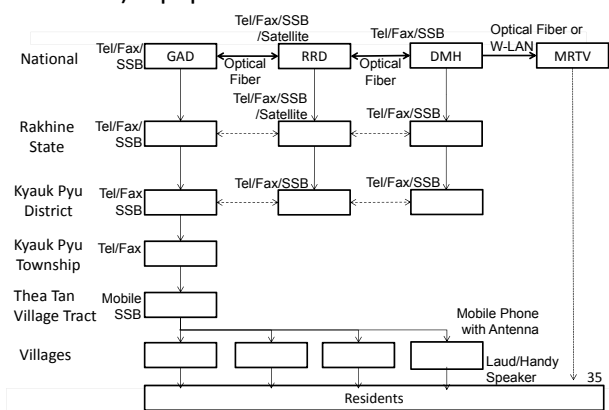 Tel/Fax/SSB
/Satellite
Tel/Fax/SSB
Optical Fiber or
W-LAN
National
Tel/Fax/
SSB
GAD
RRD
DMH
MRTV
Optical
Fiber
Optical
Fiber
Tel/Fax/SSB
/Satellite
Rakhine
State
Tel/Fax/
SSB
Tel/Fax/SSB
Kyauk Pyu
District
Tel/Fax
SSB
Tel/Fax/SSB
Tel/Fax/SSB
Kyauk Pyu
Township
Tel/Fax
Thea Tan
Village Tract
Mobile
SSB
Mobile Phone
with Antenna
Villages
Laud/Handy
Speaker
35
Residents